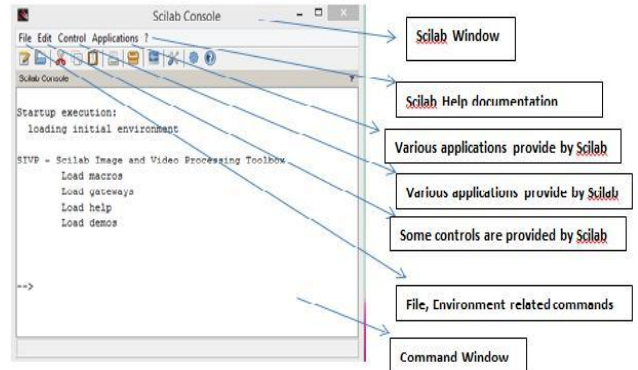 Scilab Console
File Edit Control Applications ?
Scilab Console
Startup execution:
loading initial environment
SIVP - Scilab Image and Video Processing Toolbox
Load macros
Load gateways
Load help
Load demos
-->
Scilab Window
Scilab Help documentation
Various applications provide by Scilab
Various applications provide by Scilab
Some controls are provided by Scilab
File, Environment related commands
Command Window